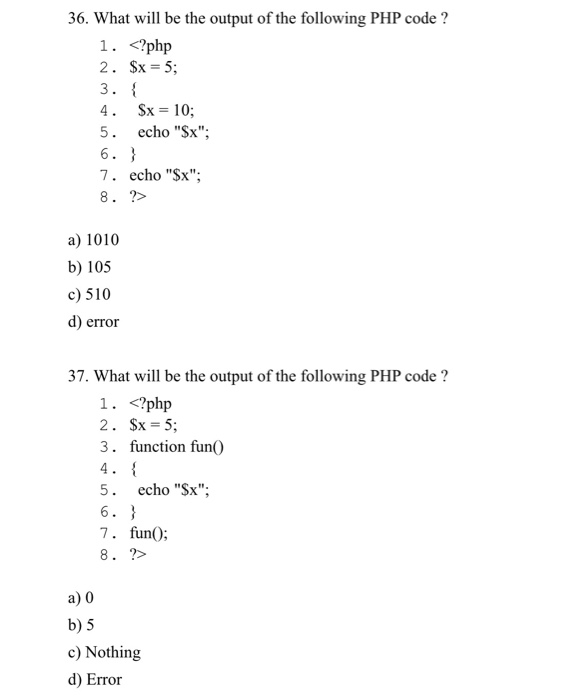 36. What will be the output of the following PHP code ?
1. <?php
2. $x = 5;
3. {
4. $x = 10;
5. echo "$x";
6. }
7. echo "$x";
8. ?>
a) 1010
b) 105
c) 510
d) error
37. What will be the output of the following PHP code ?
1. <?php
2. $x = 5;
3. function fun()
4. {
5. echo "$x";
6. }
7. fun();
8. ?>
a) 0
b) 5
c) Nothing
d) Error